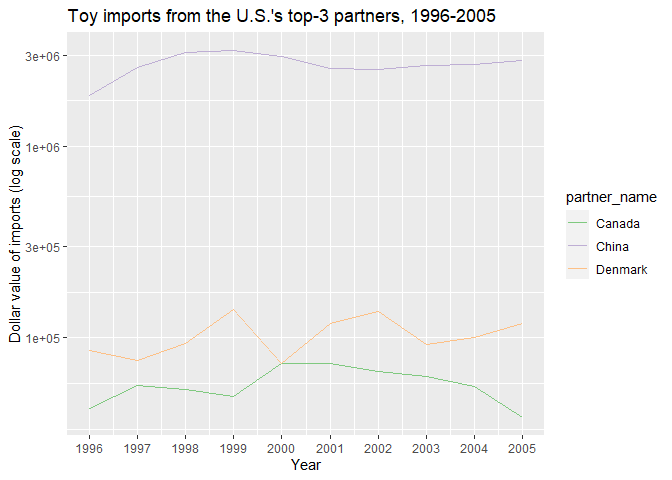 Toy imports from the U.S.'s top-3 partners, 1996-2005
Dollar value of imports (log scale)
3e+06
1e+06
3e+05
1e+05
1996 1997 1998 1999 2000 2001 2002 2003 2004 2005
Year
partner_name
Canada
China
Denmark